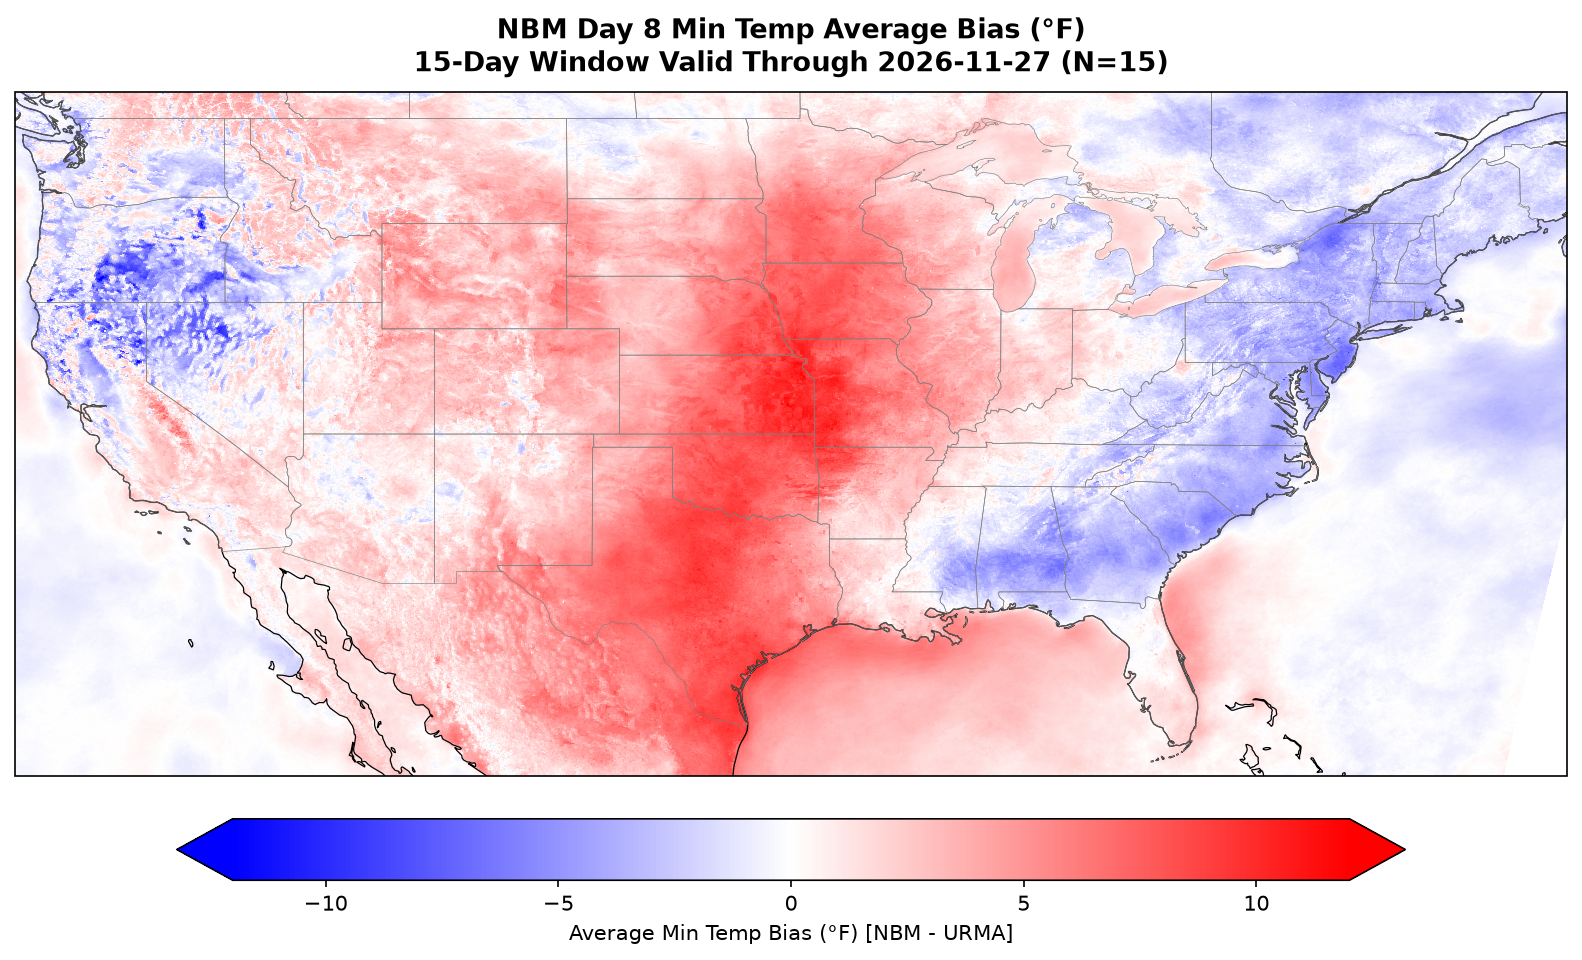 NBM Day 8 Min Temp Average Bias (°F)
15-Day Window Valid Through 2026-11-27 (N=15)
−10 −5 0 5 10
Average Min Temp Bias (°F) [NBM - URMA]